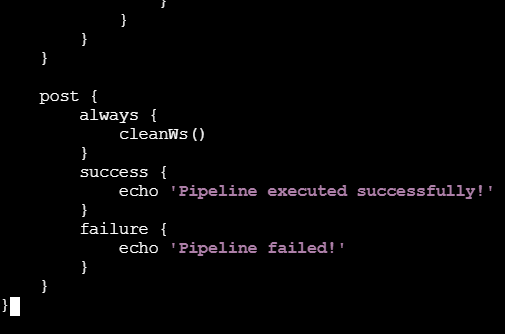 }
            }
        }
    }

    post {
        always {
            cleanWs()
        }
        success {
            echo 'Pipeline executed successfully!'
        }
        failure {
            echo 'Pipeline failed!'
        }
    }
}